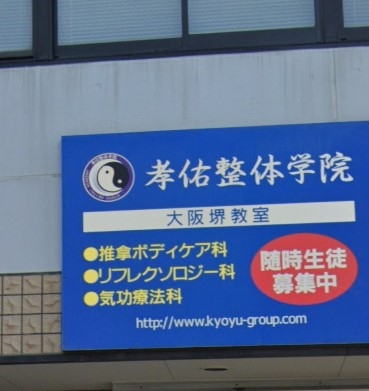 孝佑整体学院
大阪堺教室
●推拿ボディケア科
●リフレクソロジー科
●気功療法科
随時生徒
募集中
http://www.kyoyu-group.com